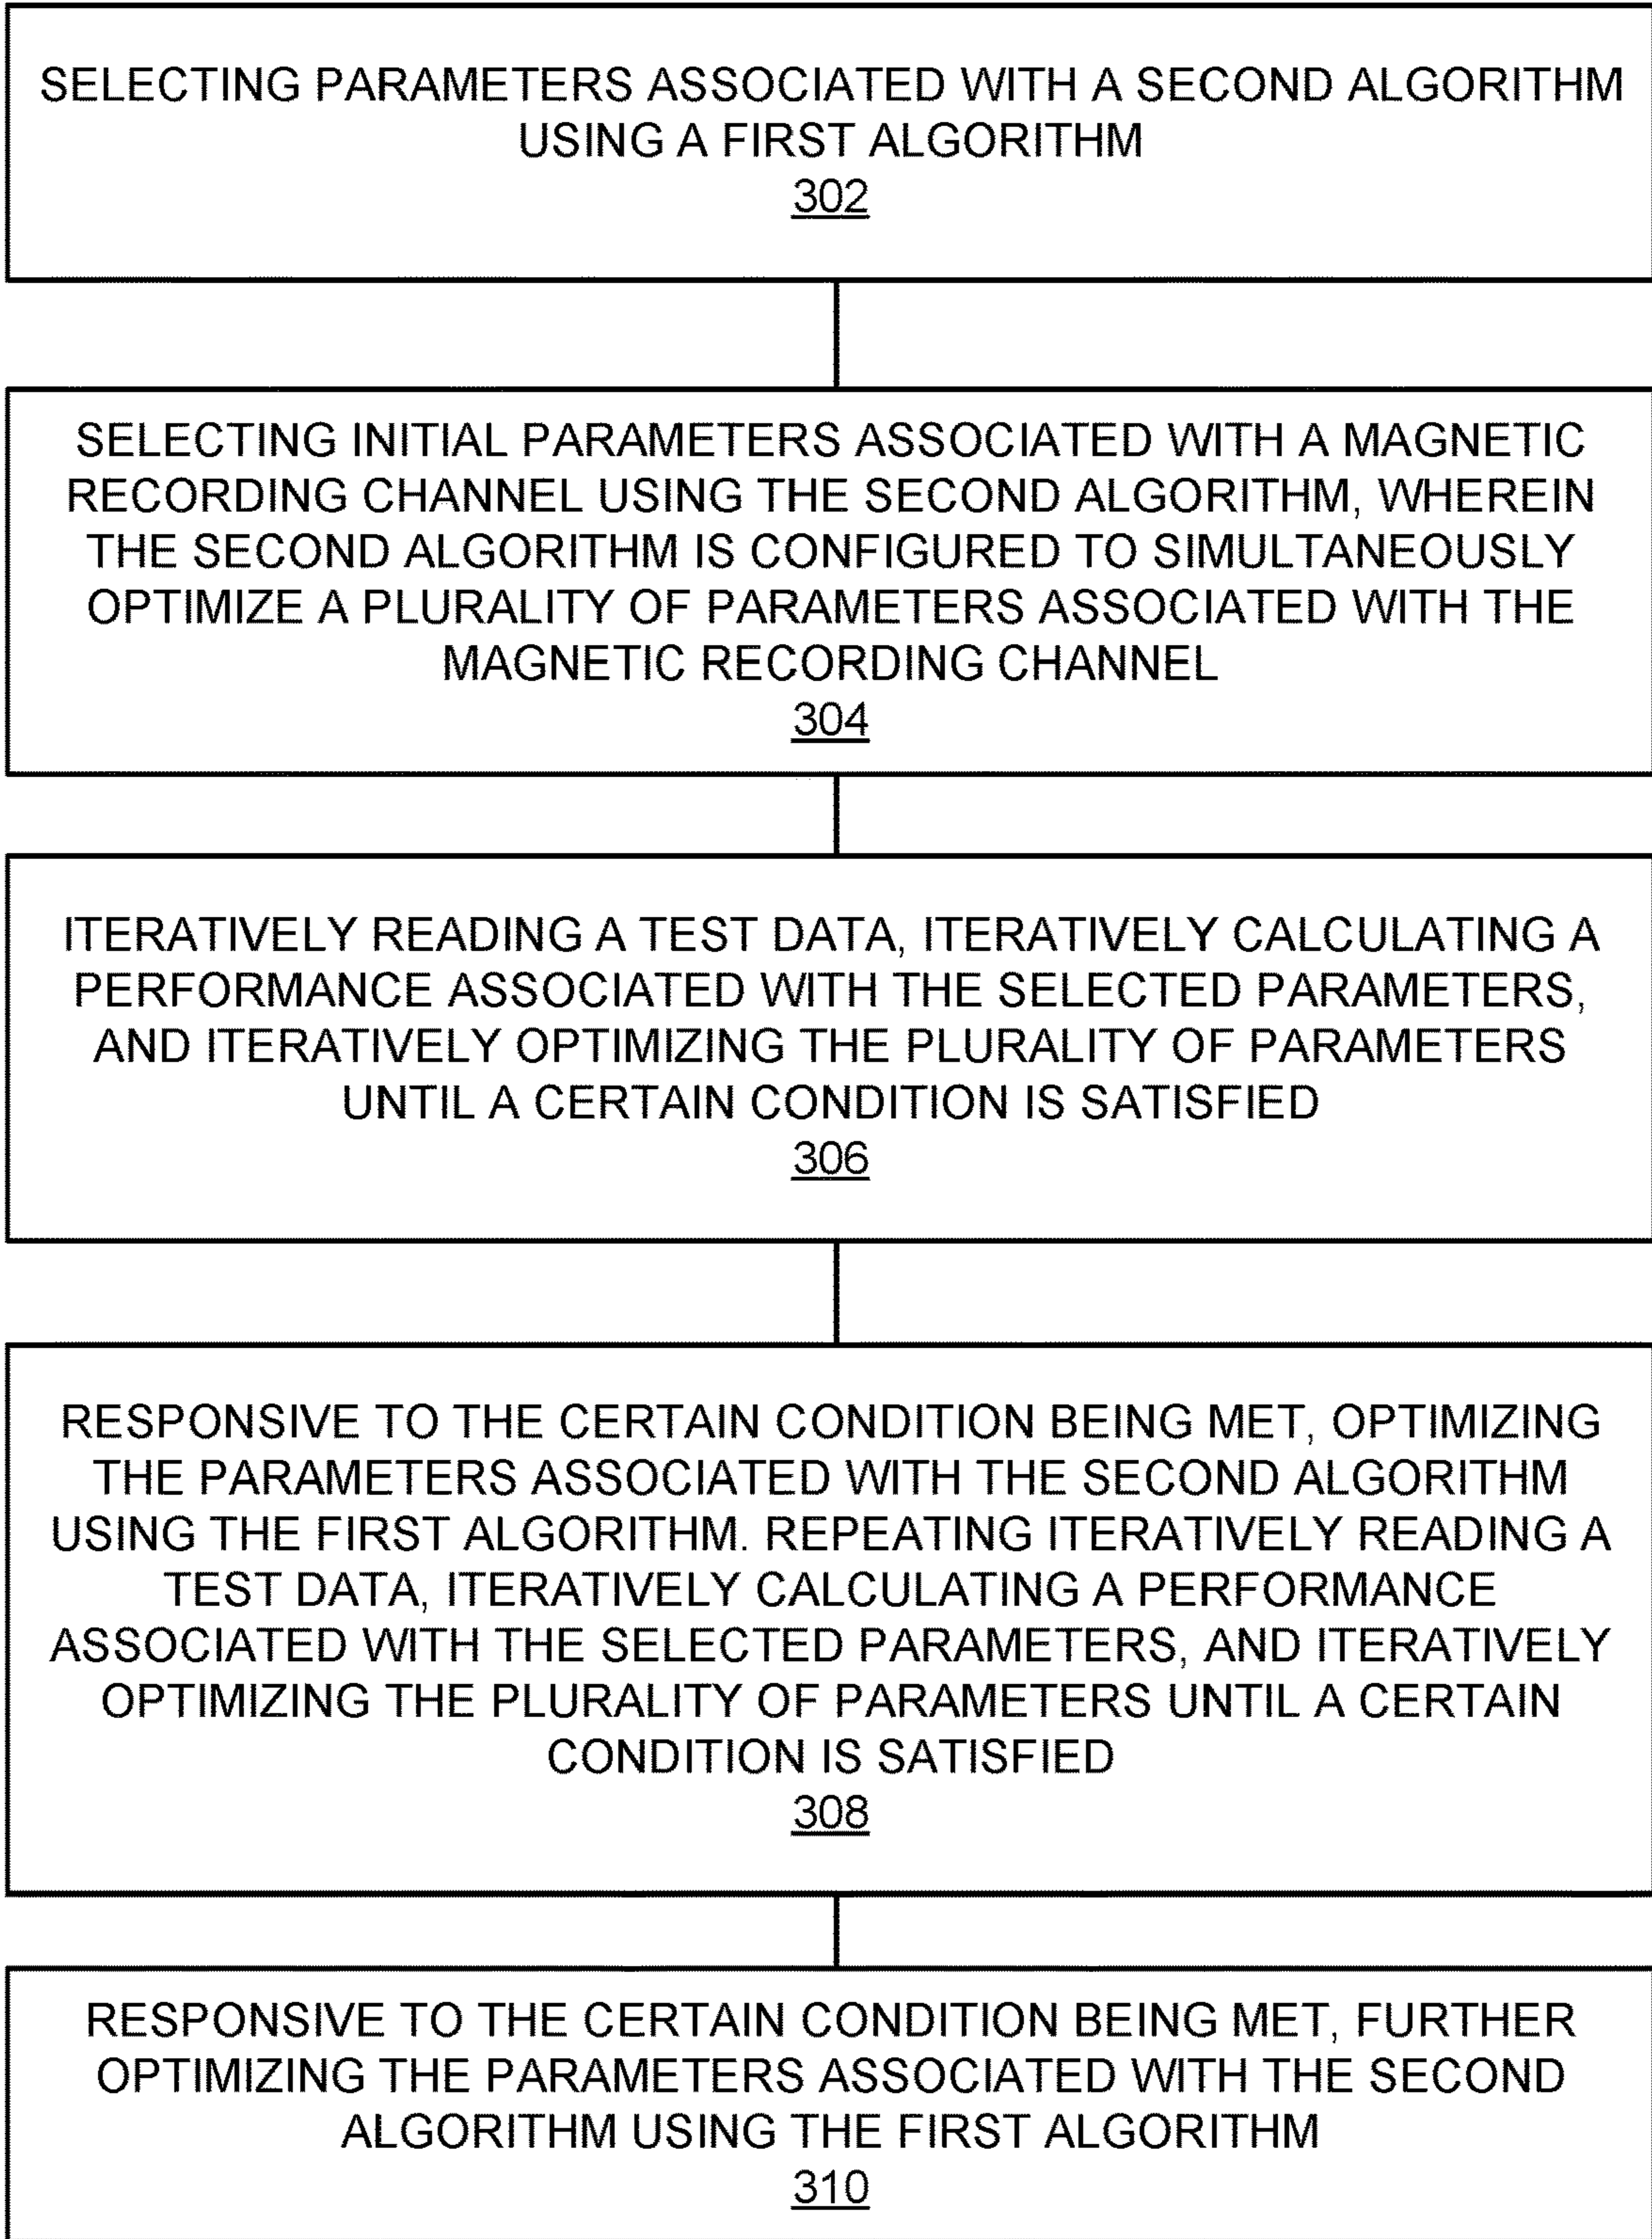 SELECTING PARAMETERS ASSOCIATED WITH A SECOND ALGORITHM
USING A FIRST ALGORITHM
302
SELECTING INITIAL PARAMETERS ASSOCIATED WITH A MAGNETIC
RECORDING CHANNEL USING THE SECOND ALGORITHM, WHEREIN
THE SECOND ALGORITHM IS CONFIGURED TO SIMULTANEOUSLY
OPTIMIZE A PLURALITY OF PARAMETERS ASSOCIATED WITH THE
MAGNETIC RECORDING CHANNEL
304
ITERATIVELY READING A TEST DATA, ITERATIVELY CALCULATING A
PERFORMANCE ASSOCIATED WITH THE SELECTED PARAMETERS,
AND ITERATIVELY OPTIMIZING THE PLURALITY OF PARAMETERS
UNTIL A CERTAIN CONDITION IS SATISFIED
306
RESPONSIVE TO THE CERTAIN CONDITION BEING MET, OPTIMIZING
THE PARAMETERS ASSOCIATED WITH THE SECOND ALGORITHM
USING THE FIRST ALGORITHM. REPEATING ITERATIVELY READING A
TEST DATA, ITERATIVELY CALCULATING A PERFORMANCE
ASSOCIATED WITH THE SELECTED PARAMETERS, AND ITERATIVELY
OPTIMIZING THE PLURALITY OF PARAMETERS UNTIL A CERTAIN
CONDITION IS SATISFIED
308
RESPONSIVE TO THE CERTAIN CONDITION BEING MET, FURTHER
OPTIMIZING THE PARAMETERS ASSOCIATED WITH THE SECOND
ALGORITHM USING THE FIRST ALGORITHM
310